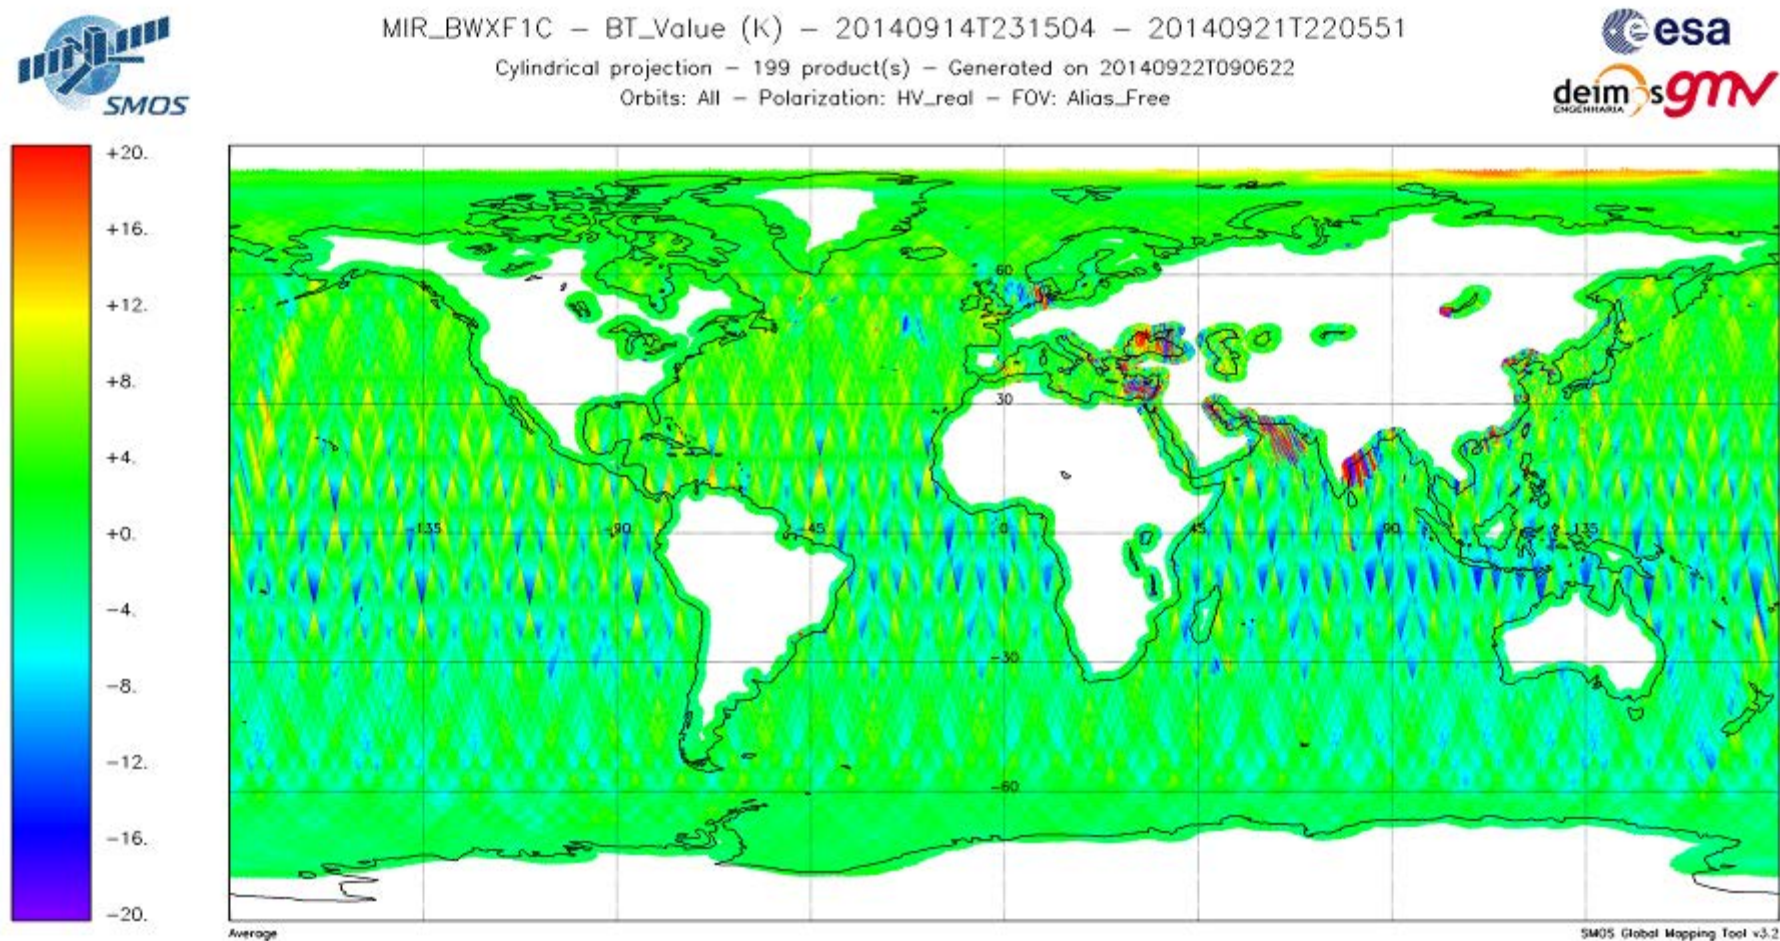 MIR_BWXF1C – BT_Value (K) – 20140914T231504 – 20140921T220551
Cylindrical projection – 199 product(s) – Generated on 20140922T090622
Orbits: All – Polarization: HV_real – FOV: Alias_Free
SMOS
esa
deimos
ENGENHARIA
gmv
+20.
+16.
+12.
+8.
+4.
+0.
-4.
-8.
-12.
-16.
-20.
60
30
-135
-90
-45
0
45
90
135
-30
-60
Average
SMOS Global Mapping Tool v3.2